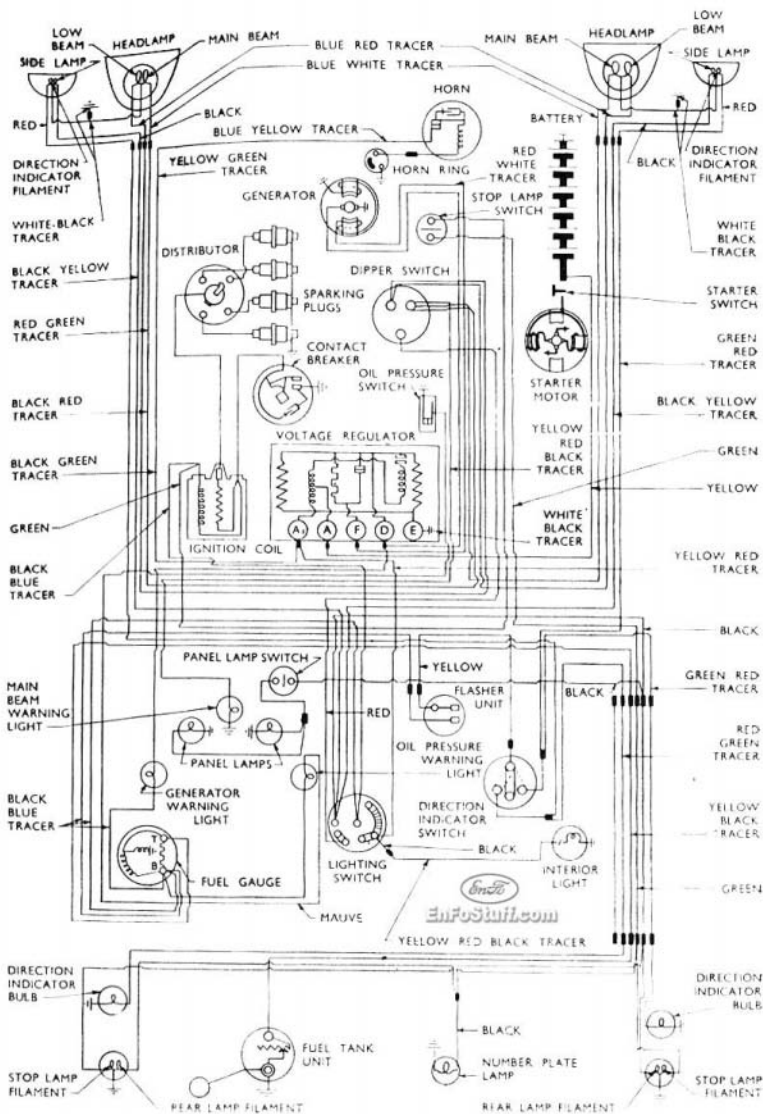 LOW
BEAM
HEADLAMP
MAIN BEAM
SIDE LAMP
BLUE RED TRACER
BLUE WHITE TRACER
MAIN BEAM
HEADLAMP
LOW
BEAM
SIDE LAMP
RED
BLACK
BLUE YELLOW TRACER
HORN
BATTERY
RED
DIRECTION
INDICATOR
FILAMENT
YELLOW GREEN
TRACER
HORN RING
RED
WHITE
TRACER
BLACK
DIRECTION
INDICATOR
FILAMENT
GENERATOR
STOP LAMP
SWITCH
WHITE-BLACK
TRACER
WHITE
BLACK
TRACER
DISTRIBUTOR
DIPPER SWITCH
BLACK YELLOW
TRACER
SPARKING
PLUGS
STARTER
SWITCH
RED GREEN
TRACER
CONTACT
BREAKER
OIL PRESSURE
SWITCH
STARTER
MOTOR
GREEN
RED
TRACER
BLACK RED
TRACER
VOLTAGE REGULATOR
BLACK YELLOW
TRACER
YELLOW
RED
BLACK
TRACER
BLACK GREEN
TRACER
GREEN
YELLOW
GREEN
A1 A F D E
WHITE
BLACK
TRACER
IGNITION COIL
BLACK
BLUE
TRACER
YELLOW RED
TRACER
BLACK
PANEL LAMP SWITCH
YELLOW
BLACK
GREEN RED
TRACER
MAIN
BEAM
WARNING
LIGHT
FLASHER
UNIT
RED
OIL PRESSURE
WARNING
LIGHT
RED
GREEN
TRACER
PANEL LAMPS
GENERATOR
WARNING
LIGHT
DIRECTION
INDICATOR
SWITCH
BLACK
BLUE
TRACER
YELLOW
BLACK
TRACER
T
B
FUEL GAUGE
LIGHTING
SWITCH
BLACK
INTERIOR
LIGHT
GREEN
MAUVE
EnFo
EnFoStuff.com
YELLOW RED BLACK TRACER
DIRECTION
INDICATOR
BULB
DIRECTION
INDICATOR
BULB
BLACK
FUEL TANK
UNIT
NUMBER PLATE
LAMP
STOP LAMP
FILAMENT
REAR LAMP FILAMENT
REAR LAMP FILAMENT
STOP LAMP
FILAMENT